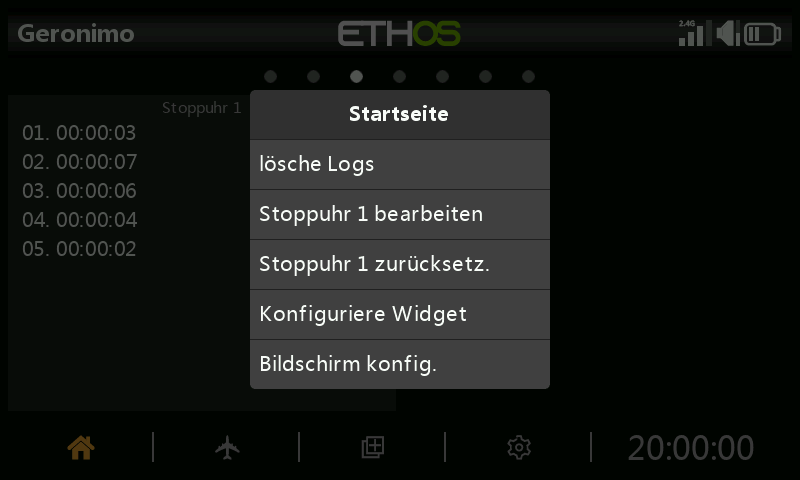 Geronimo
ETHOS
2.4G
Stoppuhr 1
01. 00:00:03
02. 00:00:07
03. 00:00:06
04. 00:00:04
05. 00:00:02
Startseite
lösche Logs
Stoppuhr 1 bearbeiten
Stoppuhr 1 zurücksetz.
Konfiguriere Widget
Bildschirm konfig.
20:00:00